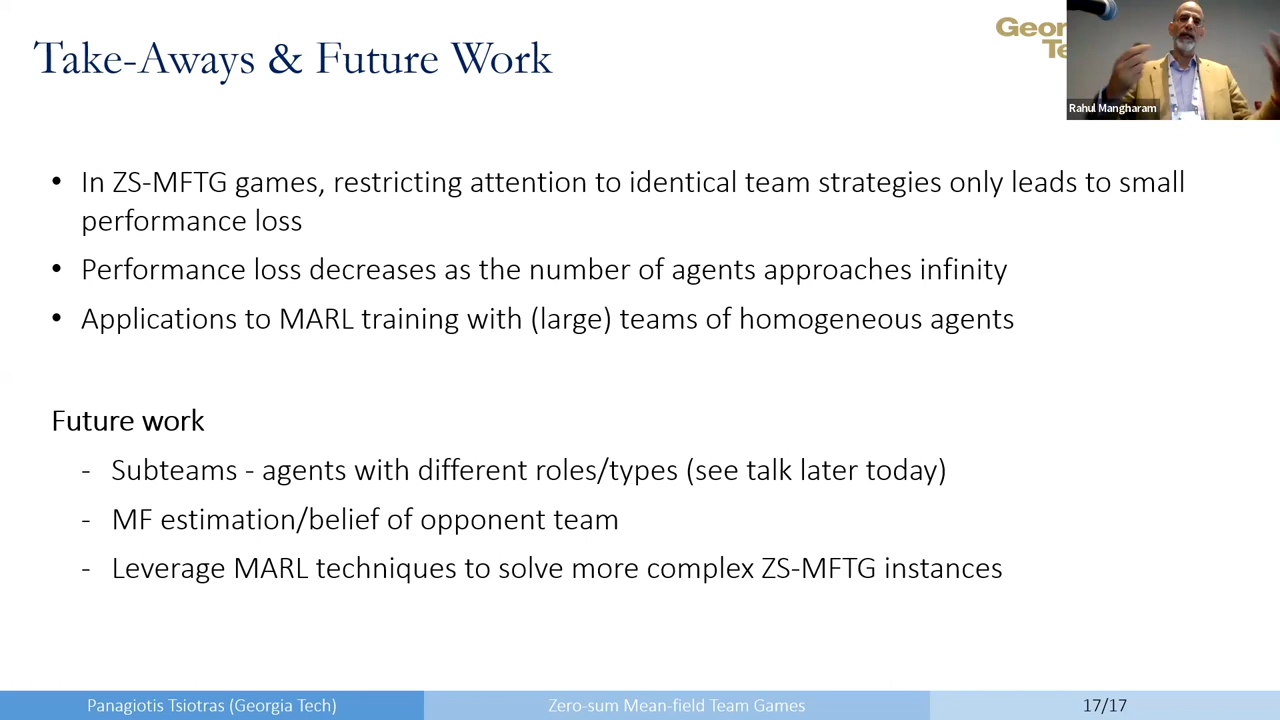 Take-Aways & Future Work
Geor
Te
Rahul Mangharam
• In ZS-MFTG games, restricting attention to identical team strategies only leads to small
performance loss
• Performance loss decreases as the number of agents approaches infinity
• Applications to MARL training with (large) teams of homogeneous agents
Future work
- Subteams - agents with different roles/types (see talk later today)
- MF estimation/belief of opponent team
- Leverage MARL techniques to solve more complex ZS-MFTG instances
Panagiotis Tsiotras (Georgia Tech)
Zero-sum Mean-field Team Games
17/17